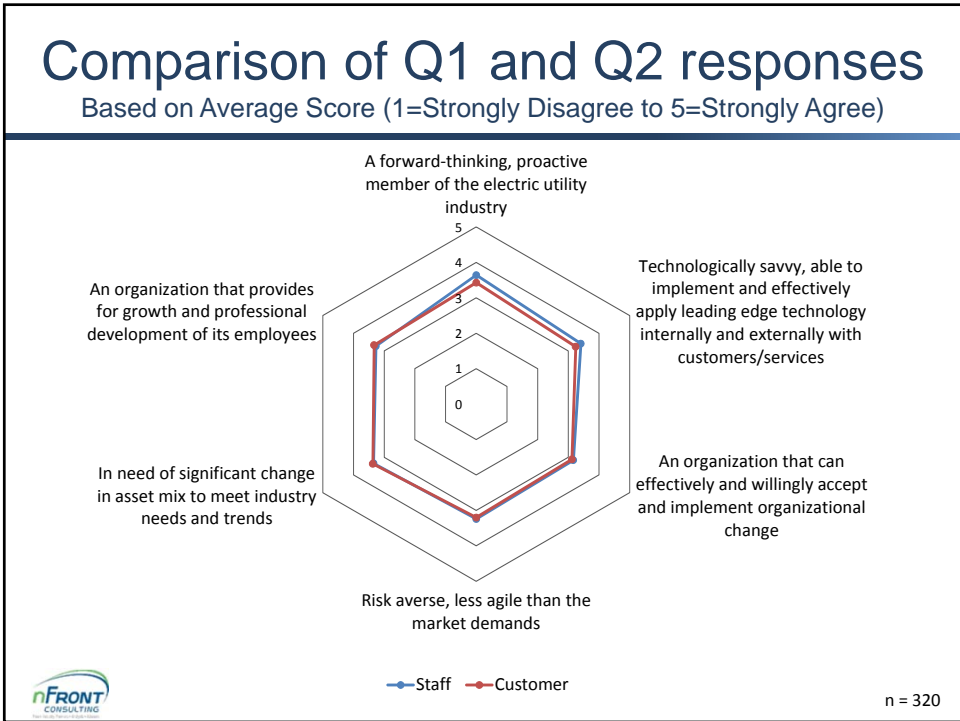 Comparison of Q1 and Q2 responses
Based on Average Score (1=Strongly Disagree to 5=Strongly Agree)
A forward-thinking, proactive
member of the electric utility
industry
5
4
3
2
1
0
Technologically savvy, able to
implement and effectively
apply leading edge technology
internally and externally with
customers/services
An organization that can
effectively and willingly accept
and implement organizational
change
Risk averse, less agile than the
market demands
In need of significant change
in asset mix to meet industry
needs and trends
An organization that provides
for growth and professional
development of its employees
Staff
Customer
nFRONT
CONSULTING
n = 320